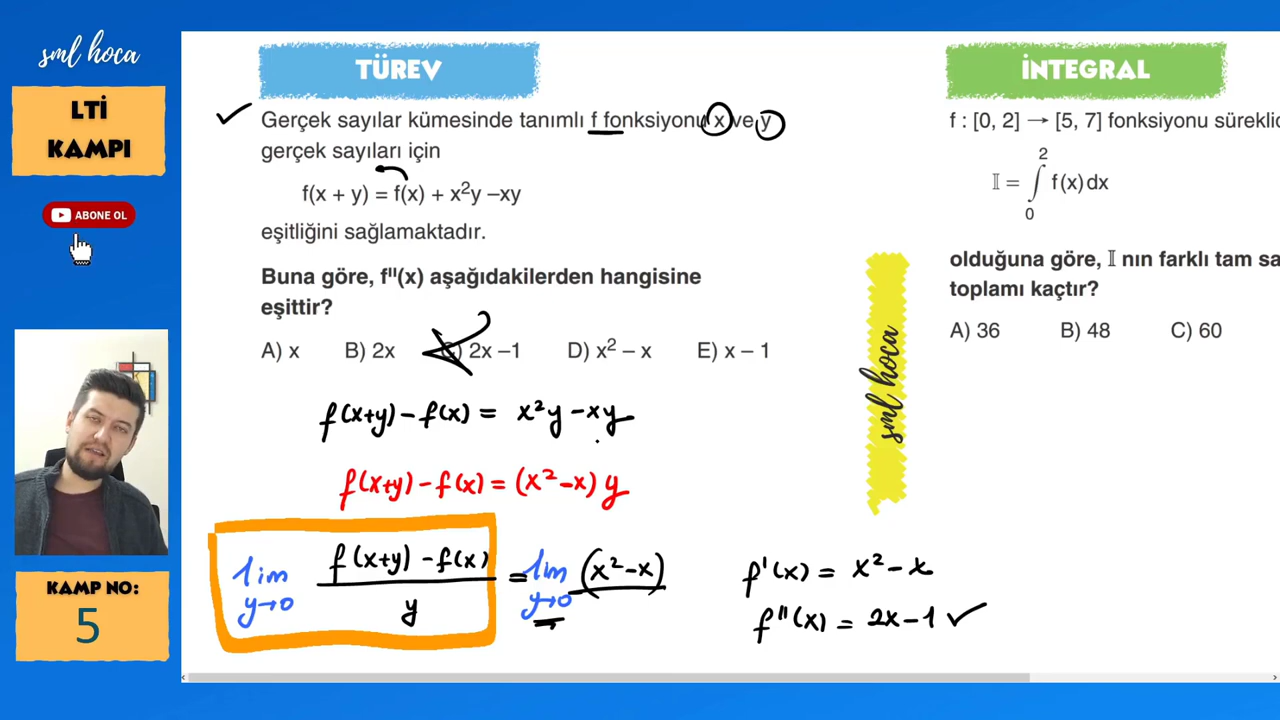 sml hoca
LTİ
KAMPI
ABONE OL
KAMP NO:
5
TÜREV
Gerçek sayılar kümesinde tanımlı f fonksiyonu x ve y
gerçek sayıları için
f(x + y) = f(x) + x²y –xy
eşitliğini sağlamaktadır.
Buna göre, f''(x) aşağıdakilerden hangisine
eşittir?
A) x B) 2x C) 2x –1 D) x² – x E) x – 1
f(x+y) – f(x) = x²y – xy
f(x+y) – f(x) = (x² – x) y
lim y→0 f(x+y) – f(x) / y = lim y→0 (x² – x)
f'(x) = x² – x
f''(x) = 2x – 1 ✓
sml hoca
İNTEGRAL
f : [0, 2] → [5, 7] fonksiyonu süreklid
I = ∫₀² f(x) dx
olduğuna göre, I nın farklı tam sa
toplamı kaçtır?
A) 36 B) 48 C) 60